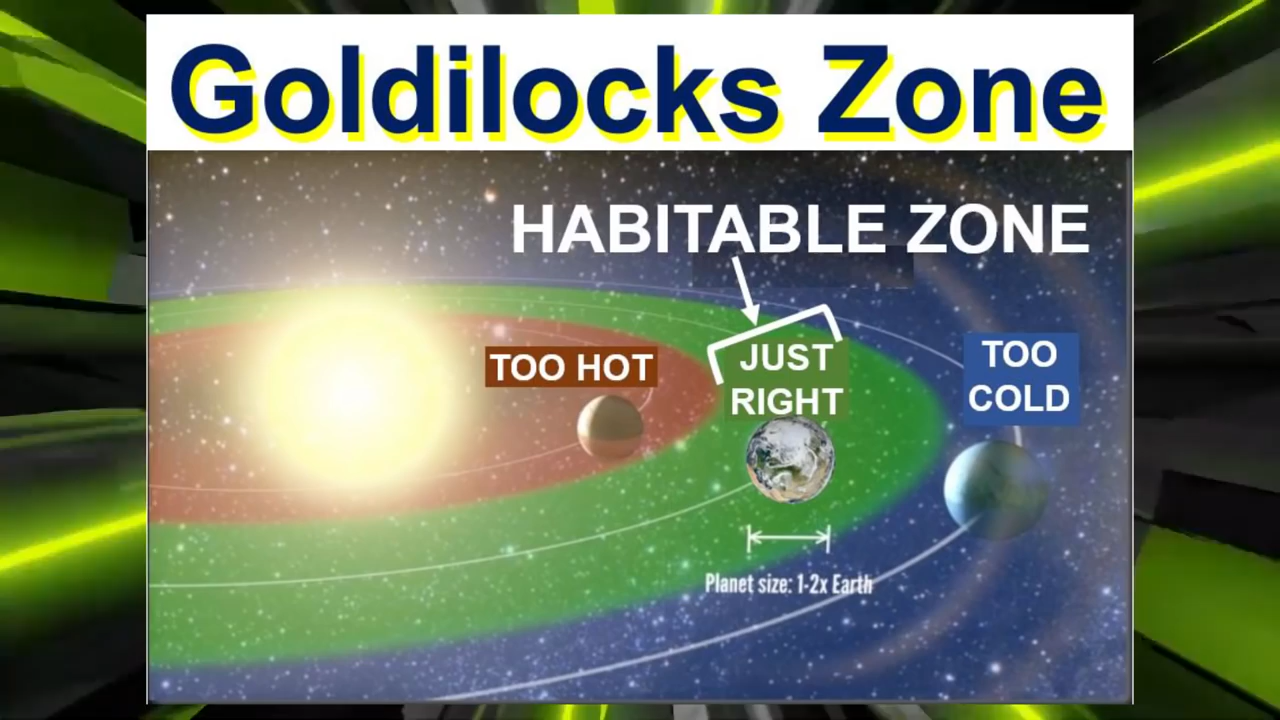 Goldilocks Zone
HABITABLE ZONE
TOO HOT
JUST
RIGHT
TOO
COLD
Planet size: 1-2x Earth